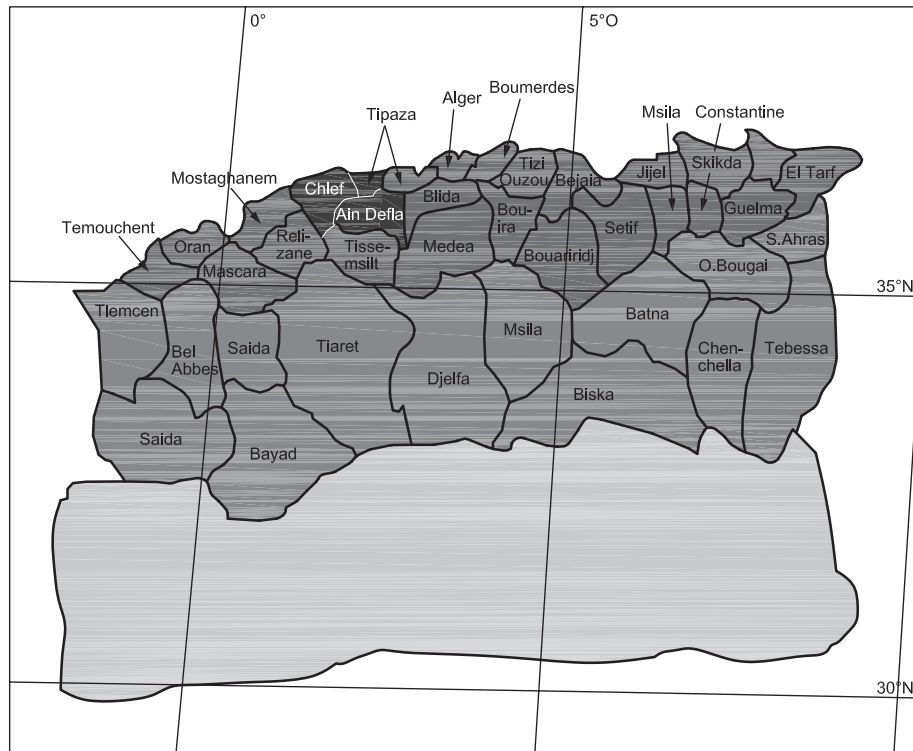 0°
5°O
Boumerdes
Alger
Msila
Constantine
Tipaza
Tizi
Ouzou
Bejaia
Jijel
Skikda
El Tarf
Mostaghanem
Chlef
Blida
Ain Defla
Bou-
ira
Guelma
Temouchent
Oran
Reli-
zane
Tisse-
msilt
Medea
Bouariridj
Setif
S.Ahras
Mascara
O.Bougai
35°N
Tlemcen
Bel
Abbes
Saida
Tiaret
Msila
Batna
Chen-
chella
Tebessa
Djelfa
Biska
Saida
Bayad
30°N